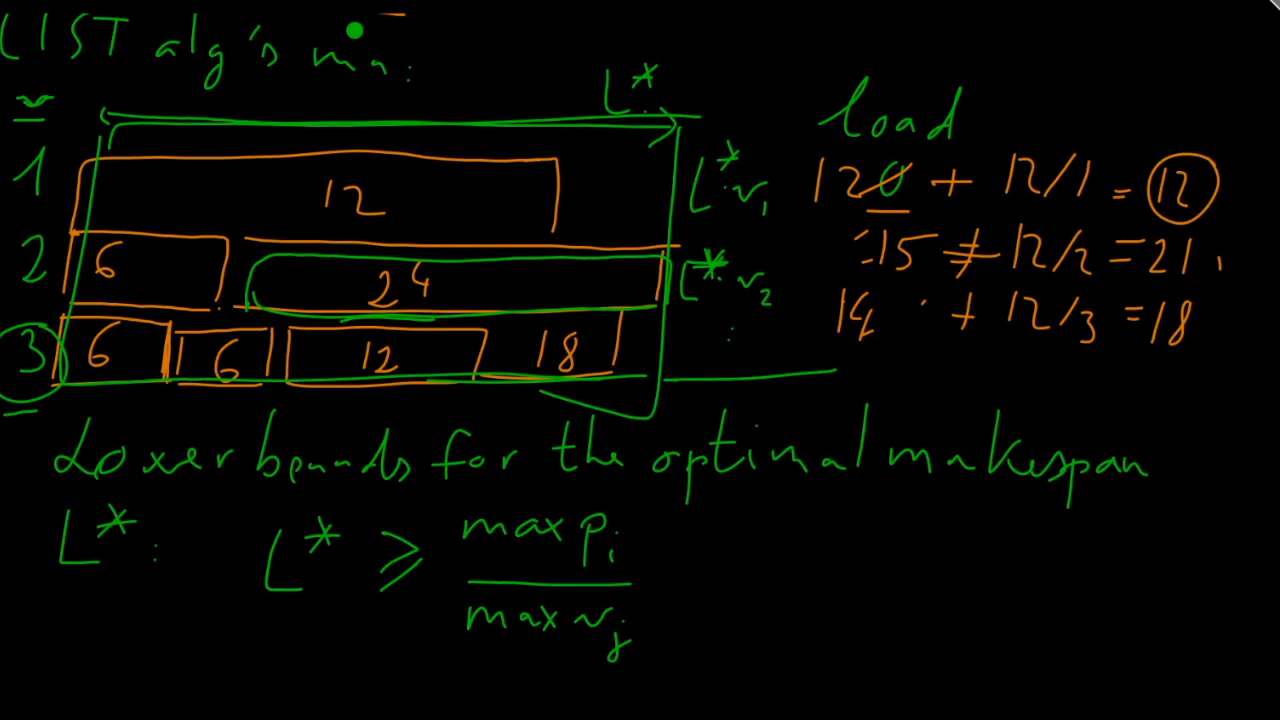 LIST alg's
L*
load
v
1 12 L*.v₁ 120 + 12/1 = 12
2 6 24 L*.v₂ =15 + 12/2 = 21
3 6 6 12 18 : 14 + 12/3 = 18
Lower bounds for the optimal makespan
L*: L* ≥ max pᵢ
max vⱼ